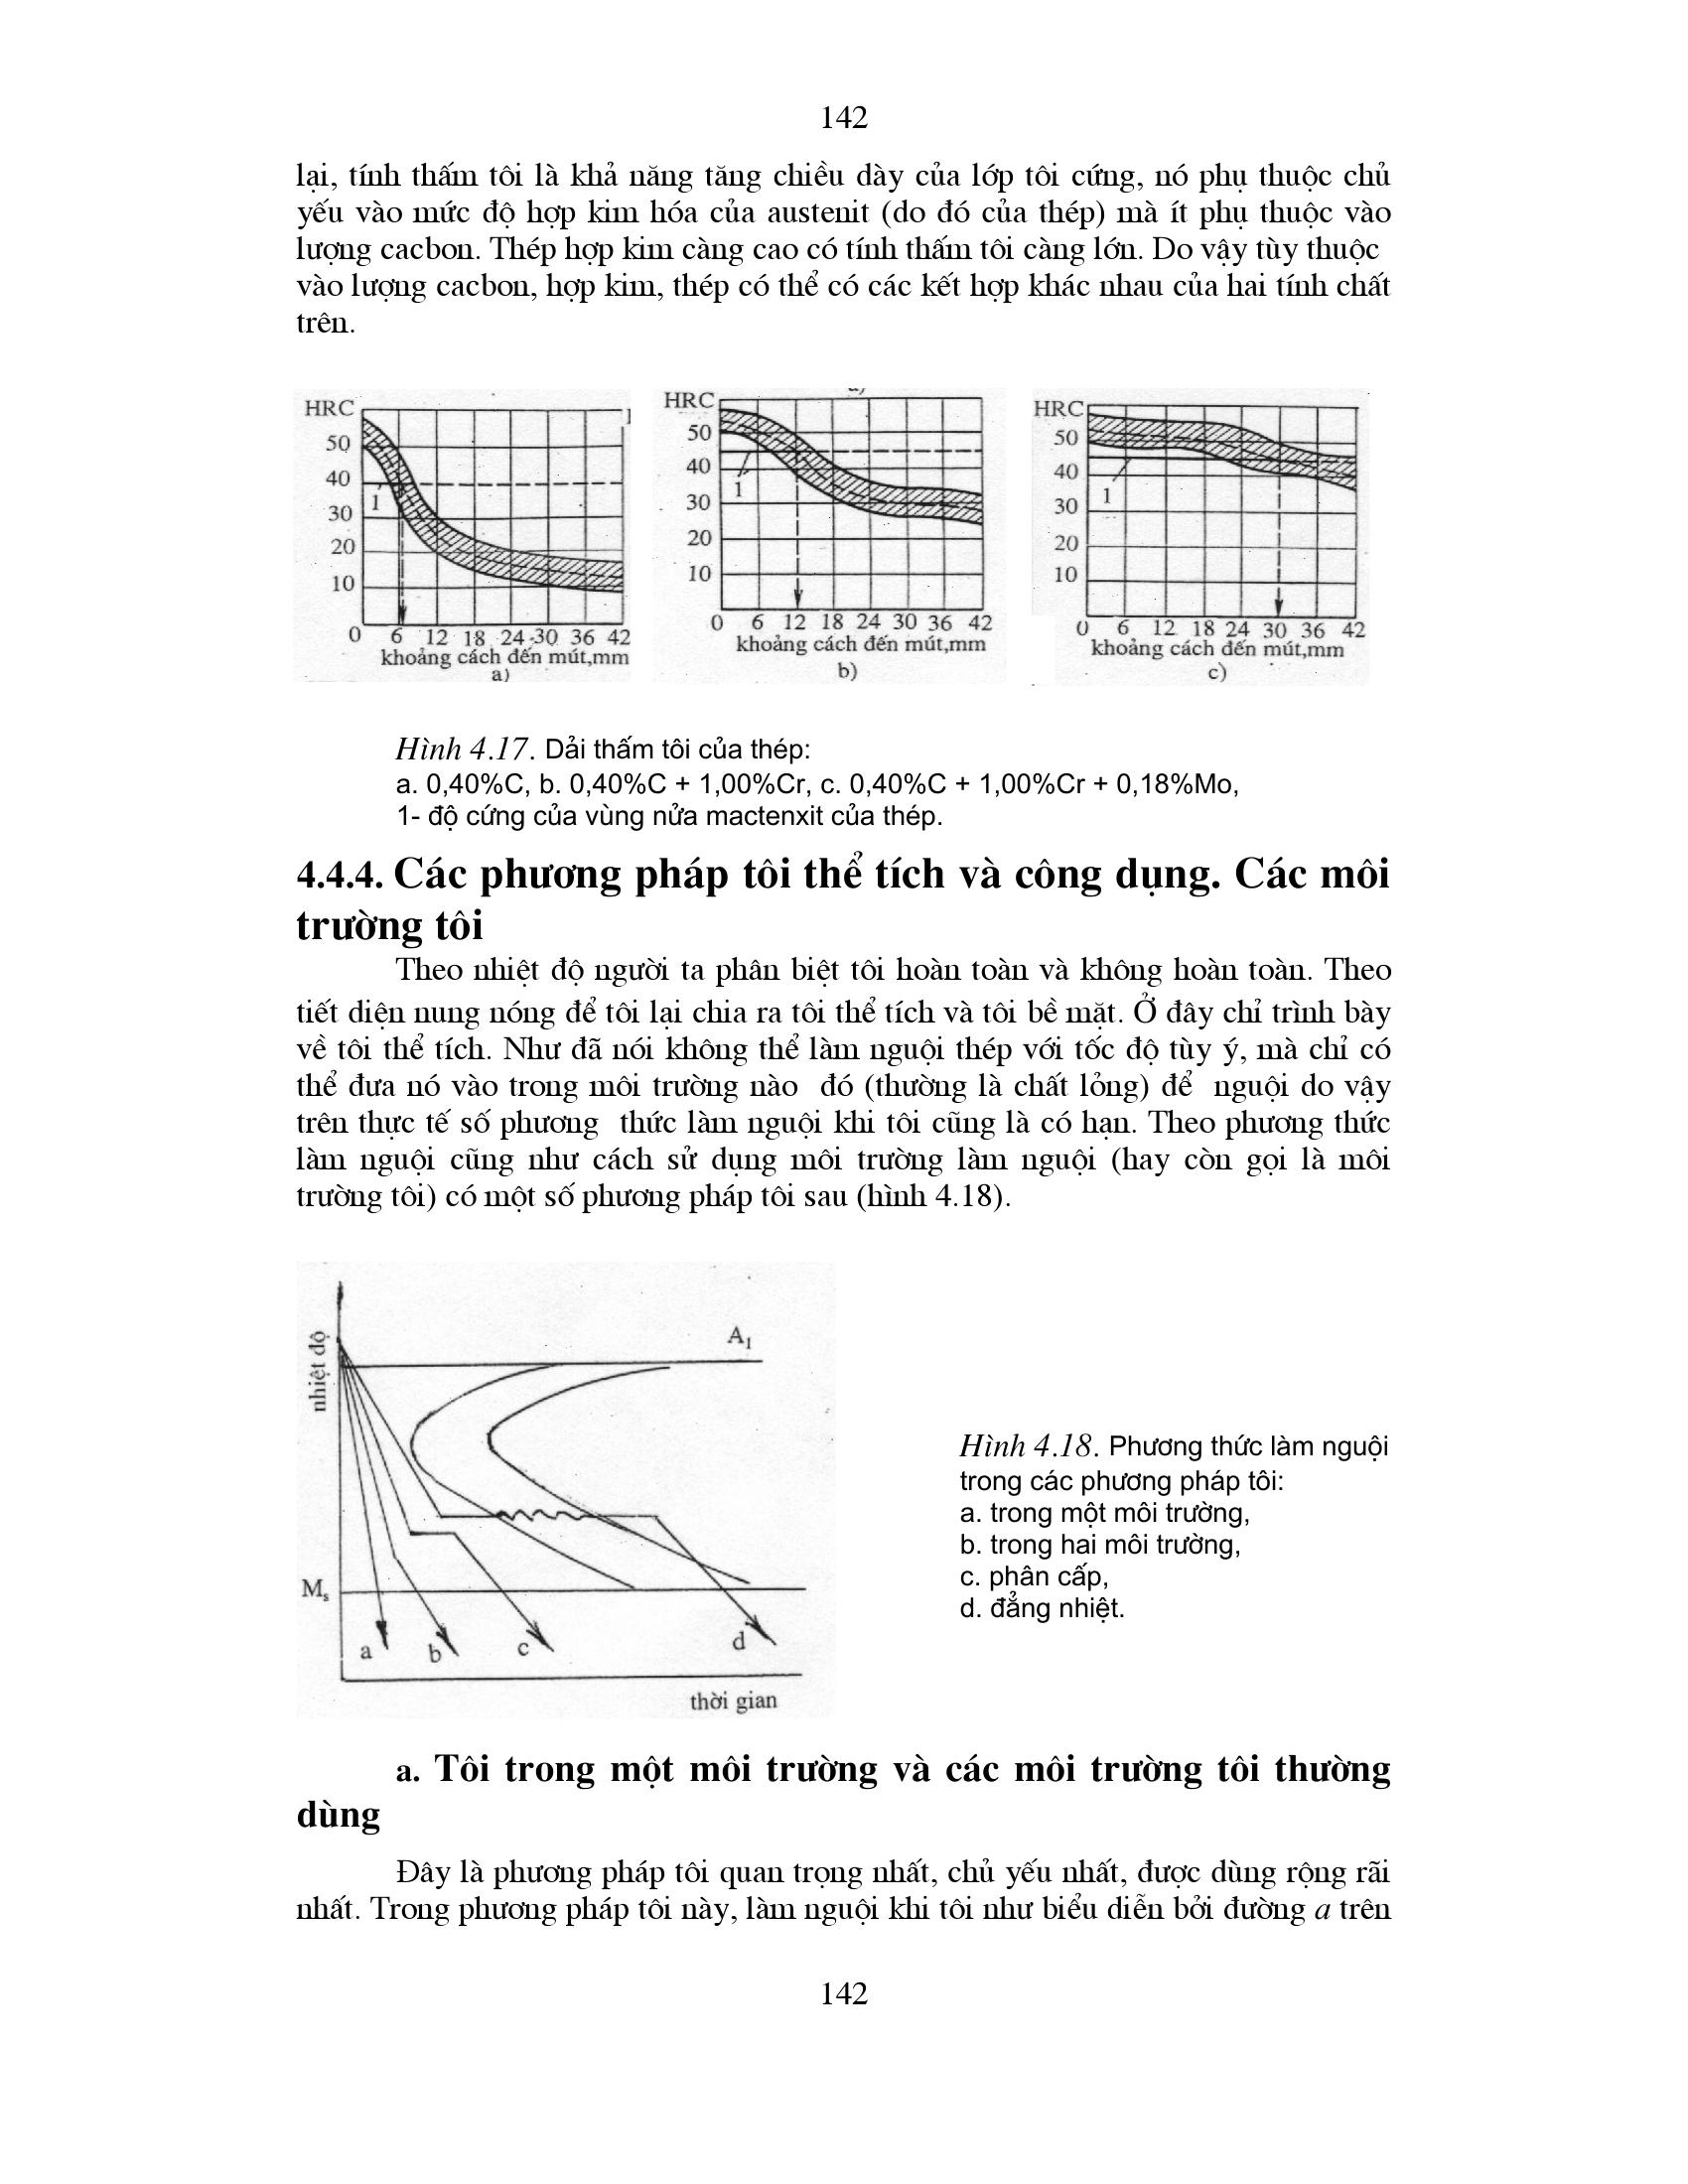 142
lại, tính thấm tôi là khả năng tăng chiều dày của lớp tôi cứng, nó phụ thuộc chủ
yếu vào mức độ hợp kim hóa của austenit (do đó của thép) mà ít phụ thuộc vào
lượng cacbon. Thép hợp kim càng cao có tính thấm tôi càng lớn. Do vậy tùy thuộc
vào lượng cacbon, hợp kim, thép có thể có các kết hợp khác nhau của hai tính chất
trên.
HRC
50
40
30
20
10
1
0 6 12 18 24 30 36 42
khoảng cách đến mút,mm
a)
HRC
50
40
30
20
10
1
0 6 12 18 24 30 36 42
khoảng cách đến mút,mm
b)
HRC
50
40
30
20
10
1
0 6 12 18 24 30 36 42
khoảng cách đến mút,mm
c)
Hình 4.17. Dải thấm tôi của thép:
a. 0,40%C, b. 0,40%C + 1,00%Cr, c. 0,40%C + 1,00%Cr + 0,18%Mo,
1- độ cứng của vùng nửa mactenxit của thép.
4.4.4. Các phương pháp tôi thể tích và công dụng. Các môi
trường tôi
Theo nhiệt độ người ta phân biệt tôi hoàn toàn và không hoàn toàn. Theo
tiết diện nung nóng để tôi lại chia ra tôi thể tích và tôi bề mặt. Ở đây chỉ trình bày
về tôi thể tích. Như đã nói không thể làm nguội thép với tốc độ tùy ý, mà chỉ có
thể đưa nó vào trong môi trường nào đó (thường là chất lỏng) để nguội do vậy
trên thực tế số phương thức làm nguội khi tôi cũng là có hạn. Theo phương thức
làm nguội cũng như cách sử dụng môi trường làm nguội (hay còn gọi là môi
trường tôi) có một số phương pháp tôi sau (hình 4.18).
nhiệt độ
A1
Ms
a b c d
thời gian
Hình 4.18. Phương thức làm nguội
trong các phương pháp tôi:
a. trong một môi trường,
b. trong hai môi trường,
c. phân cấp,
d. đẳng nhiệt.
a. Tôi trong một môi trường và các môi trường tôi thường
dùng
Đây là phương pháp tôi quan trọng nhất, chủ yếu nhất, được dùng rộng rãi
nhất. Trong phương pháp tôi này, làm nguội khi tôi như biểu diễn bởi đường a trên
142